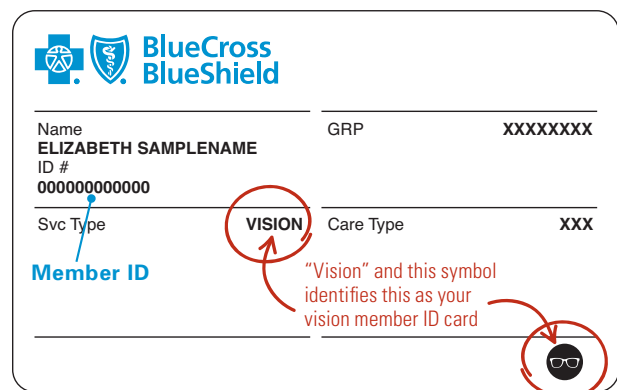 BlueCross
BlueShield
Name
ELIZABETH SAMPLENAME
ID #
000000000000
GRP XXXXXXXX
Svc Type VISION
Care Type XXX
Member ID
“Vision” and this symbol
identifies this as your
vision member ID card